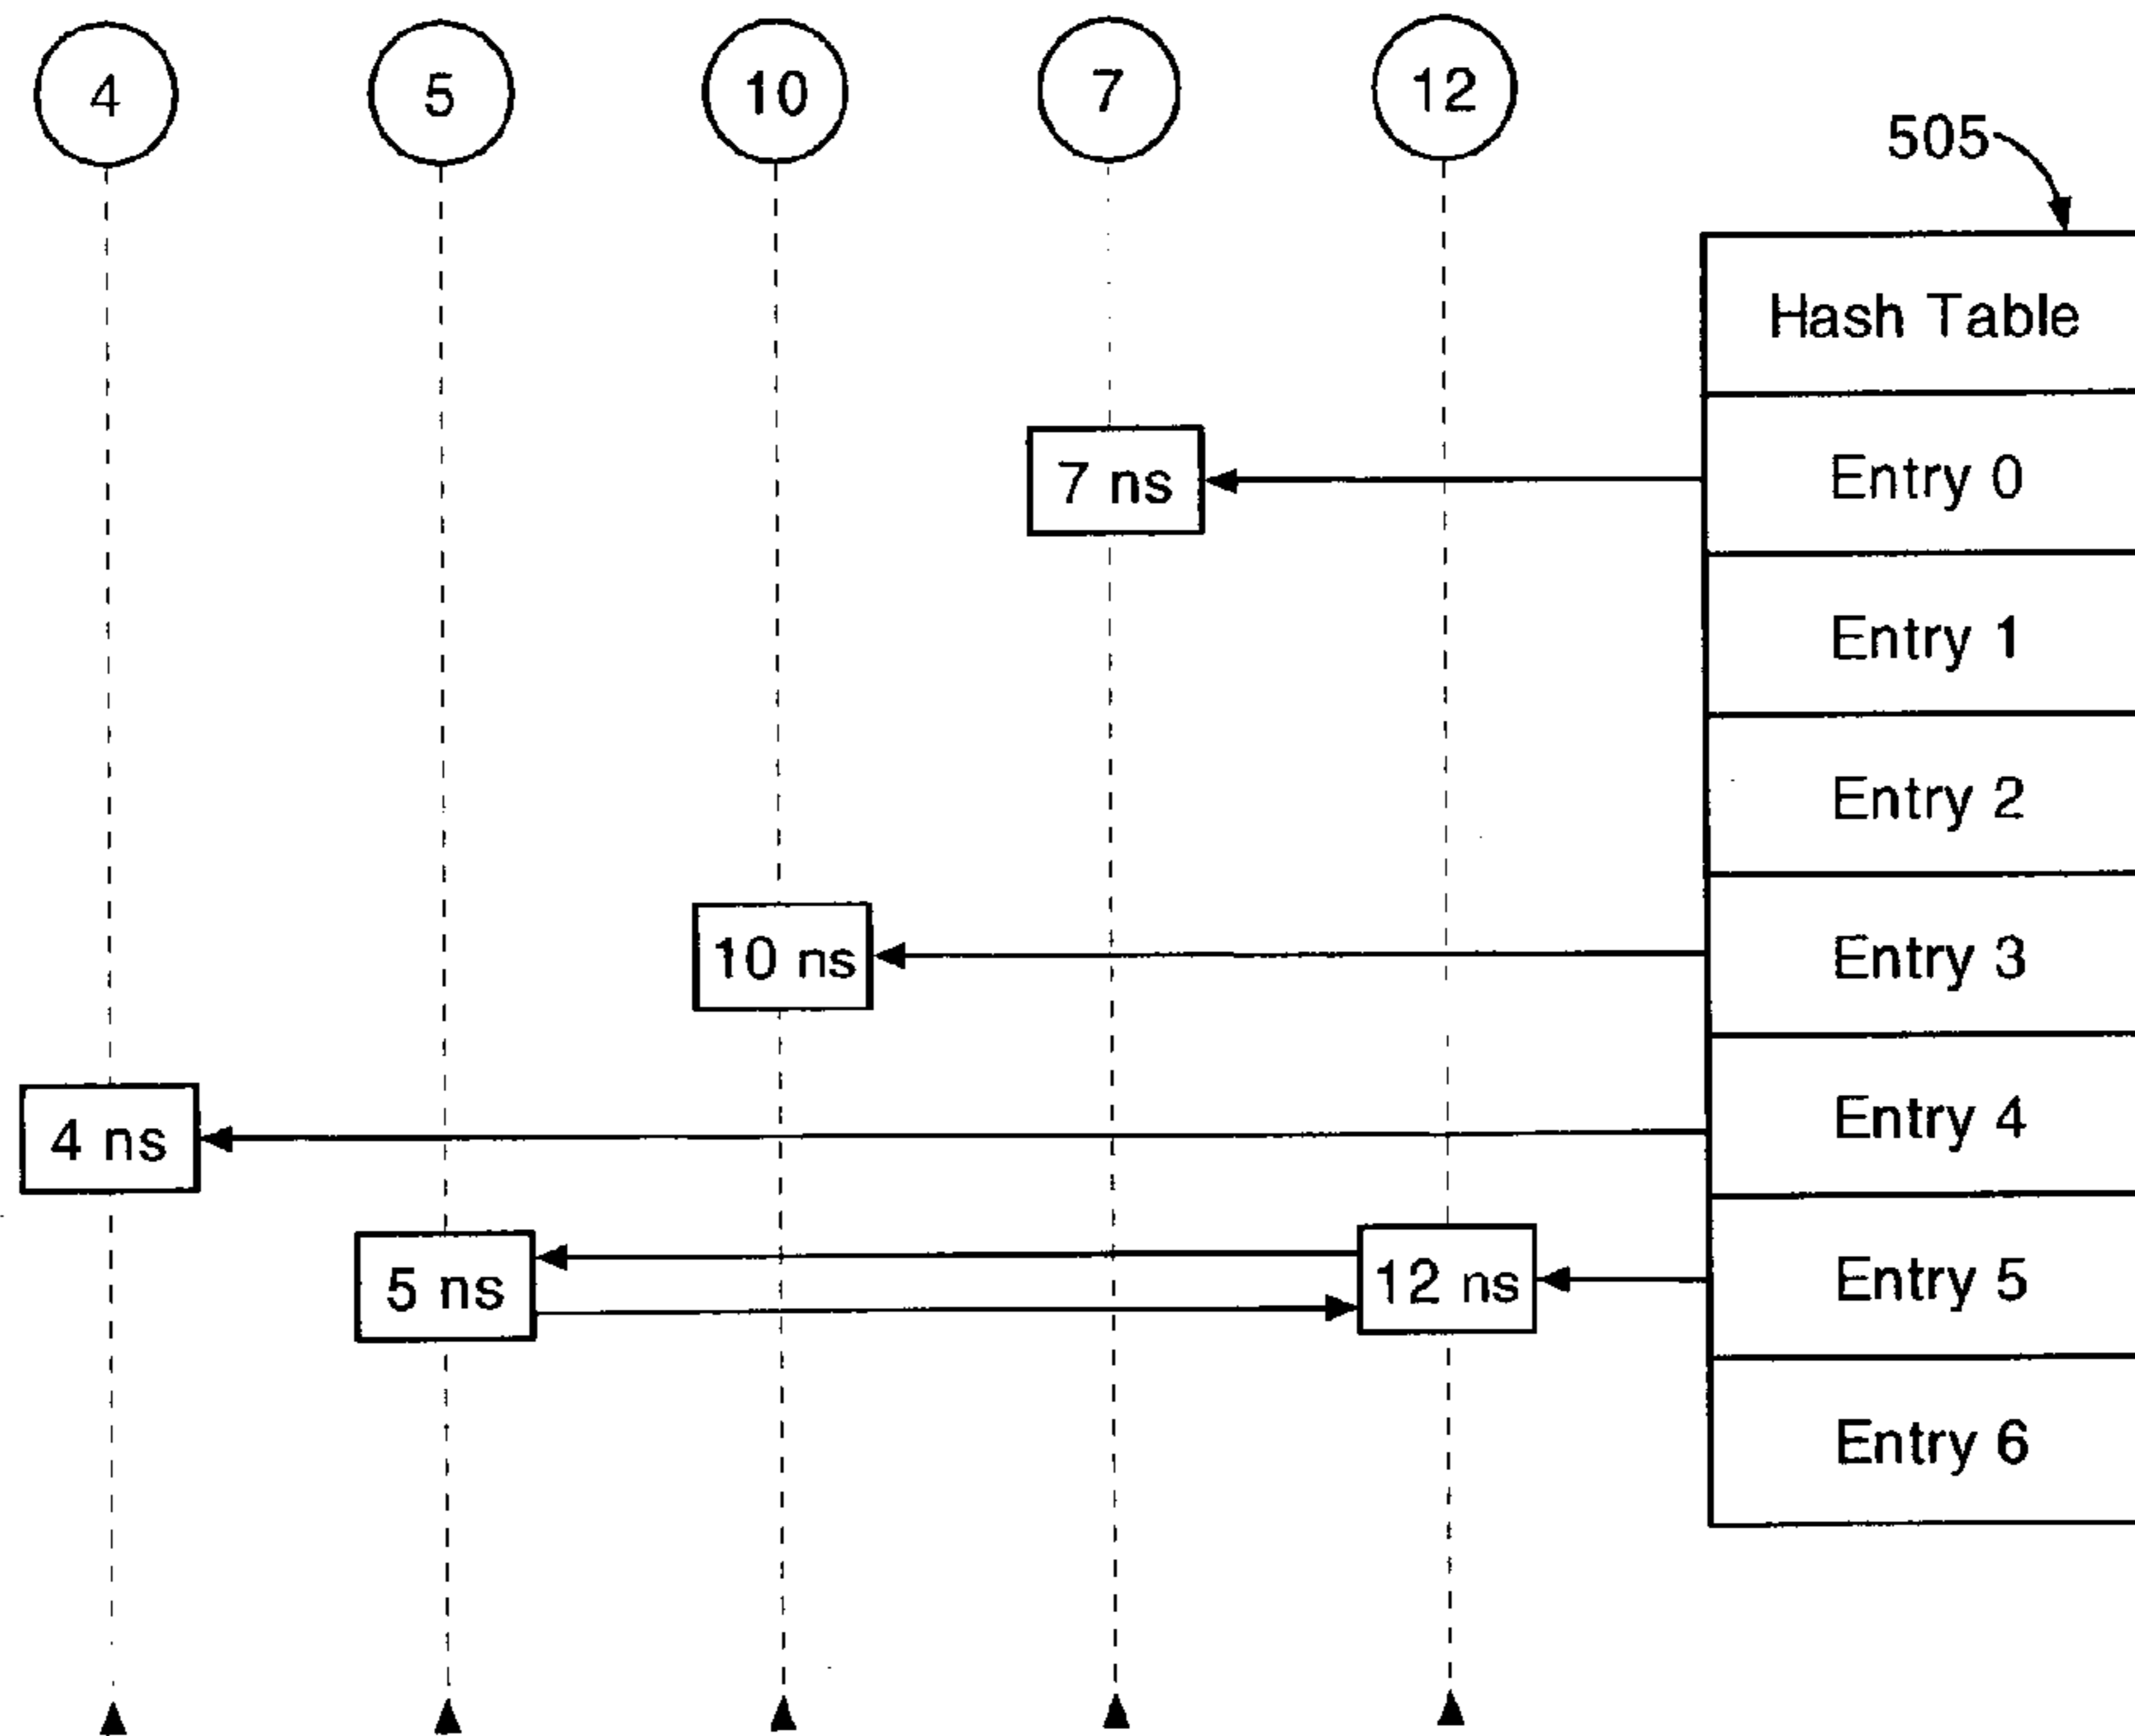 4 5 10 7 12
505
Hash Table
7 ns Entry 0
Entry 1
Entry 2
10 ns Entry 3
4 ns Entry 4
5 ns 12 ns Entry 5
Entry 6